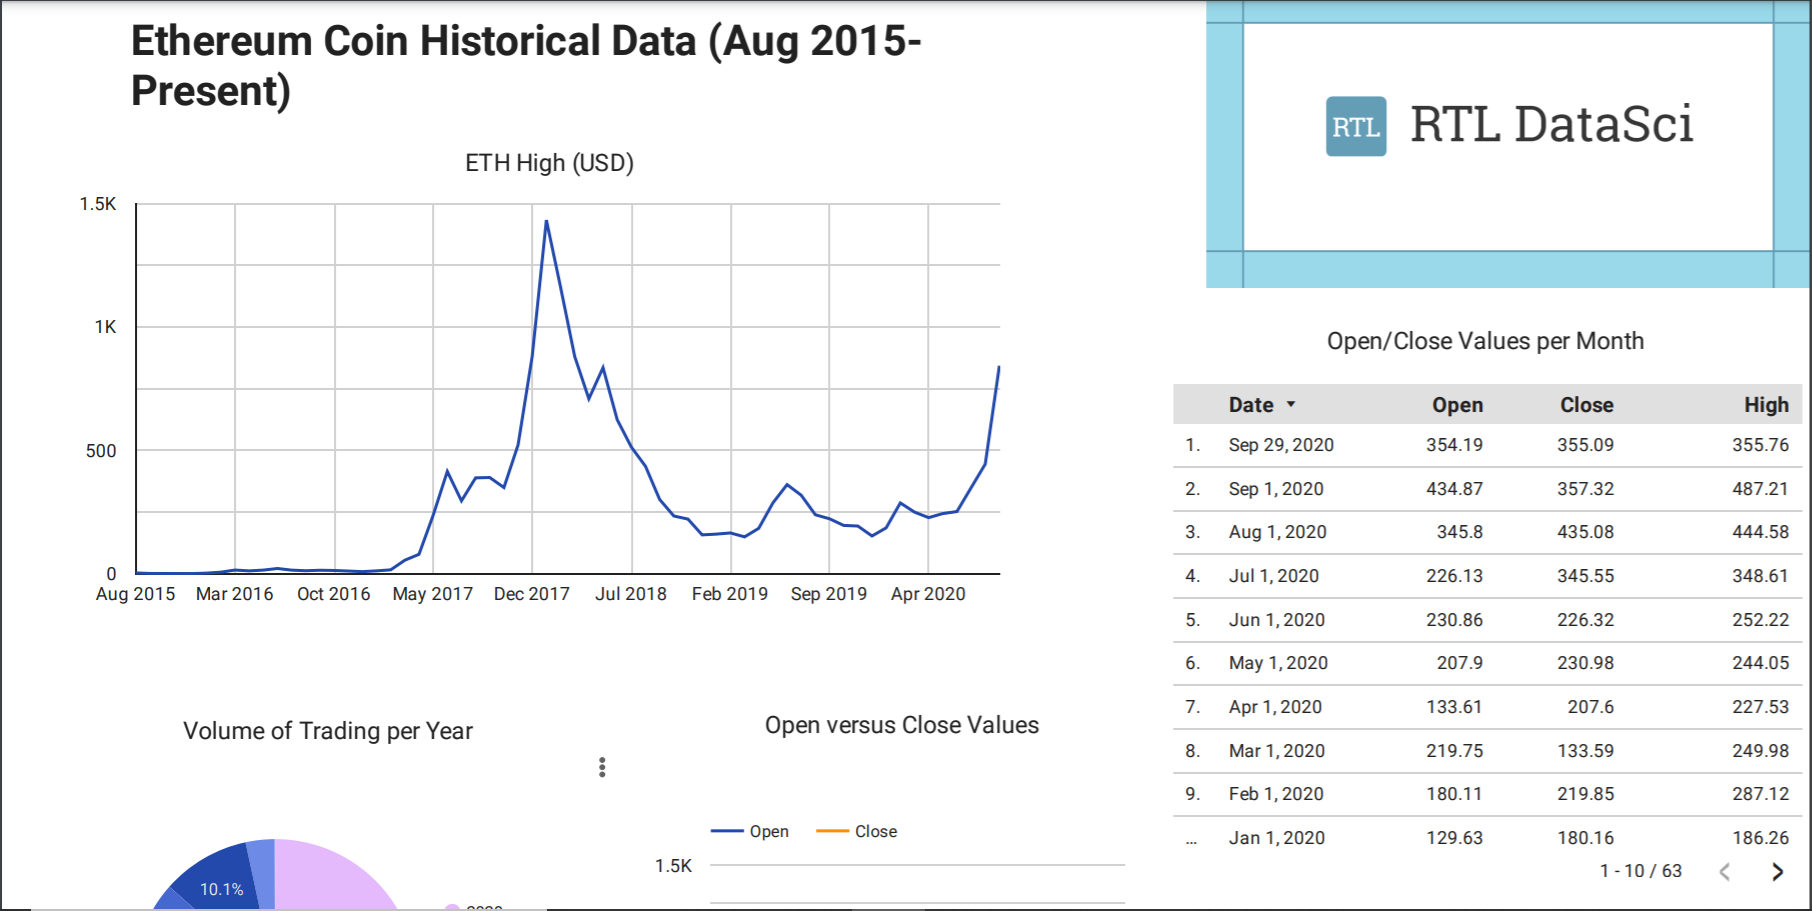 Ethereum Coin Historical Data (Aug 2015-
Present)
RTL
RTL DataSci
ETH High (USD)
1.5K
1K
500
0
Aug 2015 Mar 2016 Oct 2016 May 2017 Dec 2017 Jul 2018 Feb 2019 Sep 2019 Apr 2020
Open/Close Values per Month
Date Open Close High
1. Sep 29, 2020 354.19 355.09 355.76
2. Sep 1, 2020 434.87 357.32 487.21
3. Aug 1, 2020 345.8 435.08 444.58
4. Jul 1, 2020 226.13 345.55 348.61
5. Jun 1, 2020 230.86 226.32 252.22
6. May 1, 2020 207.9 230.98 244.05
7. Apr 1, 2020 133.61 207.6 227.53
8. Mar 1, 2020 219.75 133.59 249.98
9. Feb 1, 2020 180.11 219.85 287.12
... Jan 1, 2020 129.63 180.16 186.26
1 - 10 / 63
Volume of Trading per Year
10.1%
Open versus Close Values
Open Close
1.5K